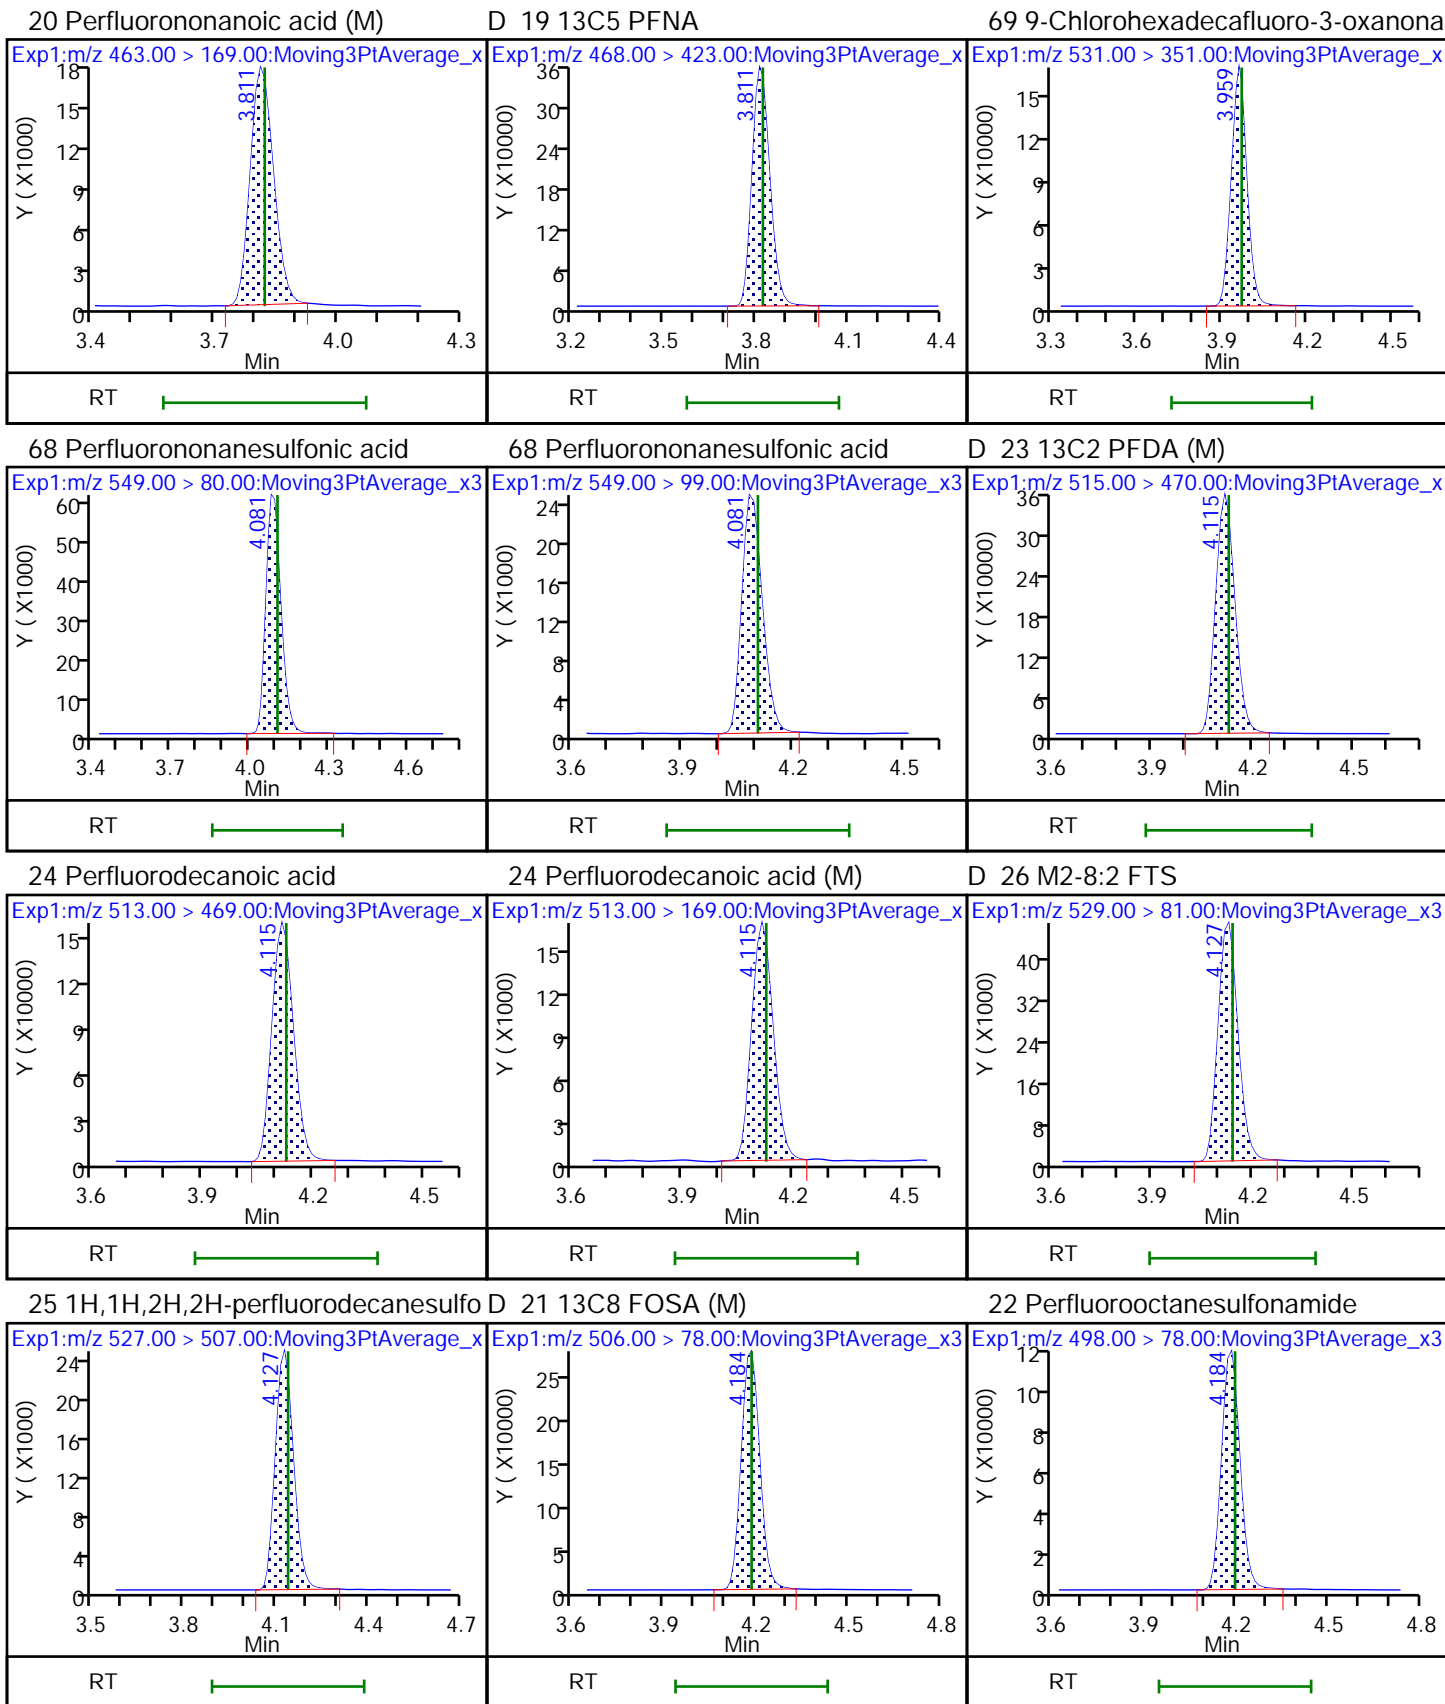 20 Perfluorononanoic acid (M)
Exp1:m/z 463.00 > 169.00:Moving3PtAverage_x
3.811
Y ( X1000)
18
15
12
9
6
3
0
3.4 3.7 4.0 4.3
Min
RT
D 19 13C5 PFNA
Exp1:m/z 468.00 > 423.00:Moving3PtAverage_x
3.811
Y ( X10000)
36
30
24
18
12
6
0
3.2 3.5 3.8 4.1 4.4
Min
RT
69 9-Chlorohexadecafluoro-3-oxanona
Exp1:m/z 531.00 > 351.00:Moving3PtAverage_x
3.959
Y ( X10000)
15
12
9
6
3
0
3.3 3.6 3.9 4.2 4.5
Min
RT
68 Perfluorononanesulfonic acid
Exp1:m/z 549.00 > 80.00:Moving3PtAverage_x3
4.081
Y ( X1000)
60
50
40
30
20
10
0
3.4 3.7 4.0 4.3 4.6
Min
RT
68 Perfluorononanesulfonic acid
Exp1:m/z 549.00 > 99.00:Moving3PtAverage_x3
4.081
Y ( X1000)
24
20
16
12
8
4
0
3.6 3.9 4.2 4.5
Min
RT
D 23 13C2 PFDA (M)
Exp1:m/z 515.00 > 470.00:Moving3PtAverage_x
4.115
Y ( X10000)
36
30
24
18
12
6
0
3.6 3.9 4.2 4.5
Min
RT
24 Perfluorodecanoic acid
Exp1:m/z 513.00 > 469.00:Moving3PtAverage_x
4.115
Y ( X10000)
15
12
9
6
3
0
3.6 3.9 4.2 4.5
Min
RT
24 Perfluorodecanoic acid (M)
Exp1:m/z 513.00 > 169.00:Moving3PtAverage_x
4.115
Y ( X1000)
15
12
9
6
3
0
3.6 3.9 4.2 4.5
Min
RT
D 26 M2-8:2 FTS
Exp1:m/z 529.00 > 81.00:Moving3PtAverage_x3
4.127
Y ( X1000)
40
32
24
16
8
0
3.6 3.9 4.2 4.5
Min
RT
25 1H,1H,2H,2H-perfluorodecanesulfo
Exp1:m/z 527.00 > 507.00:Moving3PtAverage_x
4.127
Y ( X10000)
24
20
16
12
8
4
0
3.5 3.8 4.1 4.4 4.7
Min
RT
D 21 13C8 FOSA (M)
Exp1:m/z 506.00 > 78.00:Moving3PtAverage_x3
4.184
Y ( X10000)
25
20
15
10
5
0
3.6 3.9 4.2 4.5 4.8
Min
RT
22 Perfluorooctanesulfonamide
Exp1:m/z 498.00 > 78.00:Moving3PtAverage_x3
4.184
Y ( X10000)
12
10
8
6
4
2
0
3.6 3.9 4.2 4.5 4.8
Min
RT